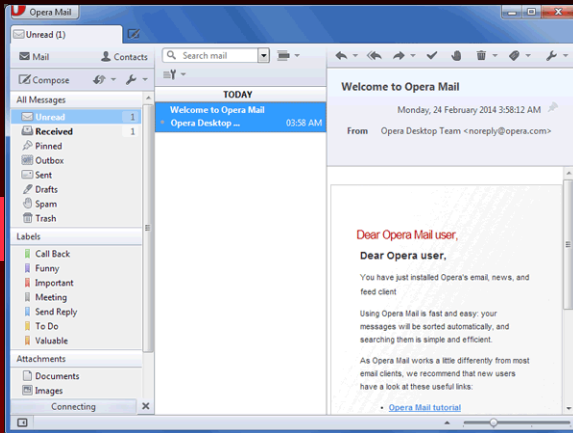 Opera Mail
Unread (1)
Mail
Contacts
Search mail
Compose
All Messages
Unread 1
Received 1
Pinned
Outbox
Sent
Drafts
Spam
Trash
Labels
Call Back
Funny
Important
Meeting
Send Reply
To Do
Valuable
Attachments
Documents
Images
Connecting
TODAY
Welcome to Opera Mail
Opera Desktop ... 03:58 AM
Welcome to Opera Mail
Monday, 24 February 2014 3:58:12 AM
From Opera Desktop Team <noreply@opera.com>
Dear Opera Mail user,
Dear Opera user,
You have just installed Opera's email, news, and
feed client
Using Opera Mail is fast and easy: your
messages will be sorted automatically, and
searching them is simple and efficient.
As Opera Mail works a little differently from most
email clients, we recommend that new users
have a look at these useful links:
• Opera Mail tutorial